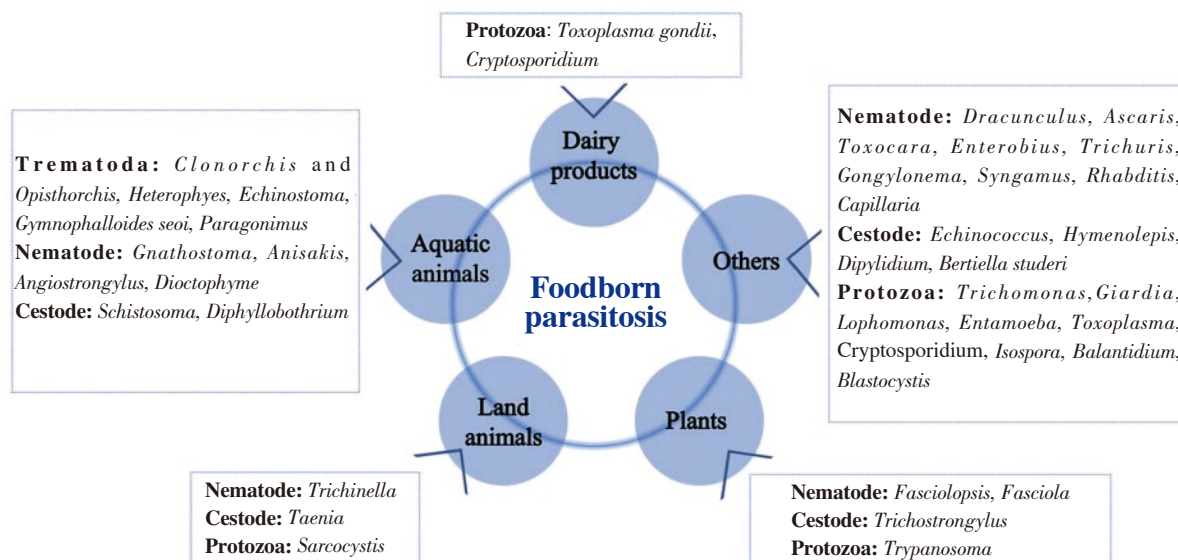 Protozoa: Toxoplasma gondii,
Cryptosporidium
Dairy
products
Trematoda: Clonorchis and
Opisthorchis, Heterophyes, Echinostoma,
Gymnophalloides seoi, Paragonimus
Nematode: Gnathostoma, Anisakis,
Angiostrongylus, Dioctophyme
Cestode: Schistosoma, Diphyllobothrium
Aquatic
animals
Foodborn
parasitosis
Others
Nematode: Dracunculus, Ascaris,
Toxocara, Enterobius, Trichuris,
Gongylonema, Syngamus, Rhabditis,
Capillaria
Cestode: Echinococcus, Hymenolepis,
Dipylidium, Bertiella studeri
Protozoa: Trichomonas, Giardia,
Lophomonas, Entamoeba, Toxoplasma,
Cryptosporidium, Isospora, Balantidium,
Blastocystis
Land
animals
Plants
Nematode: Trichinella
Cestode: Taenia
Protozoa: Sarcocystis
Nematode: Fasciolopsis, Fasciola
Cestode: Trichostrongylus
Protozoa: Trypanosoma